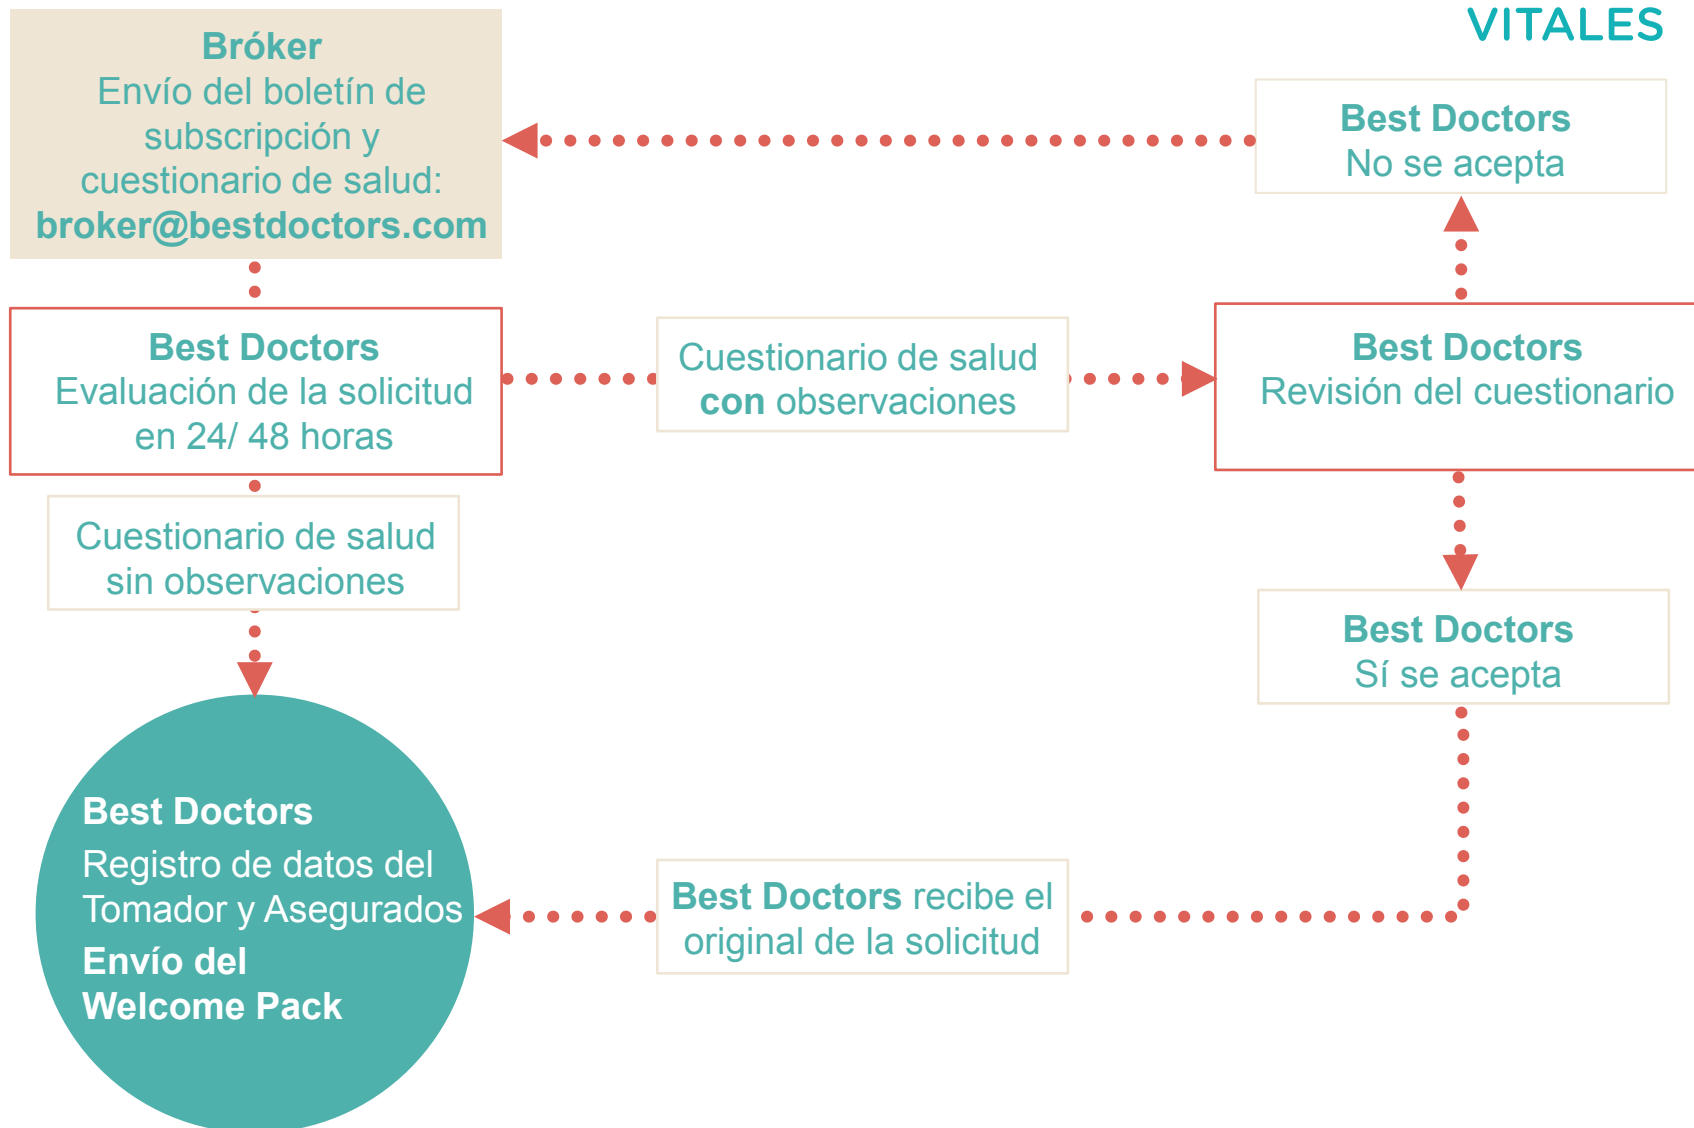 VITALES
Bróker
Envío del boletín de
subscripción y
cuestionario de salud:
broker@bestdoctors.com
Best Doctors
No se acepta
Best Doctors
Evaluación de la solicitud
en 24/ 48 horas
Cuestionario de salud
con observaciones
Best Doctors
Revisión del cuestionario
Cuestionario de salud
sin observaciones
Best Doctors
Sí se acepta
Best Doctors
Registro de datos del
Tomador y Asegurados
Envío del
Welcome Pack
Best Doctors recibe el
original de la solicitud